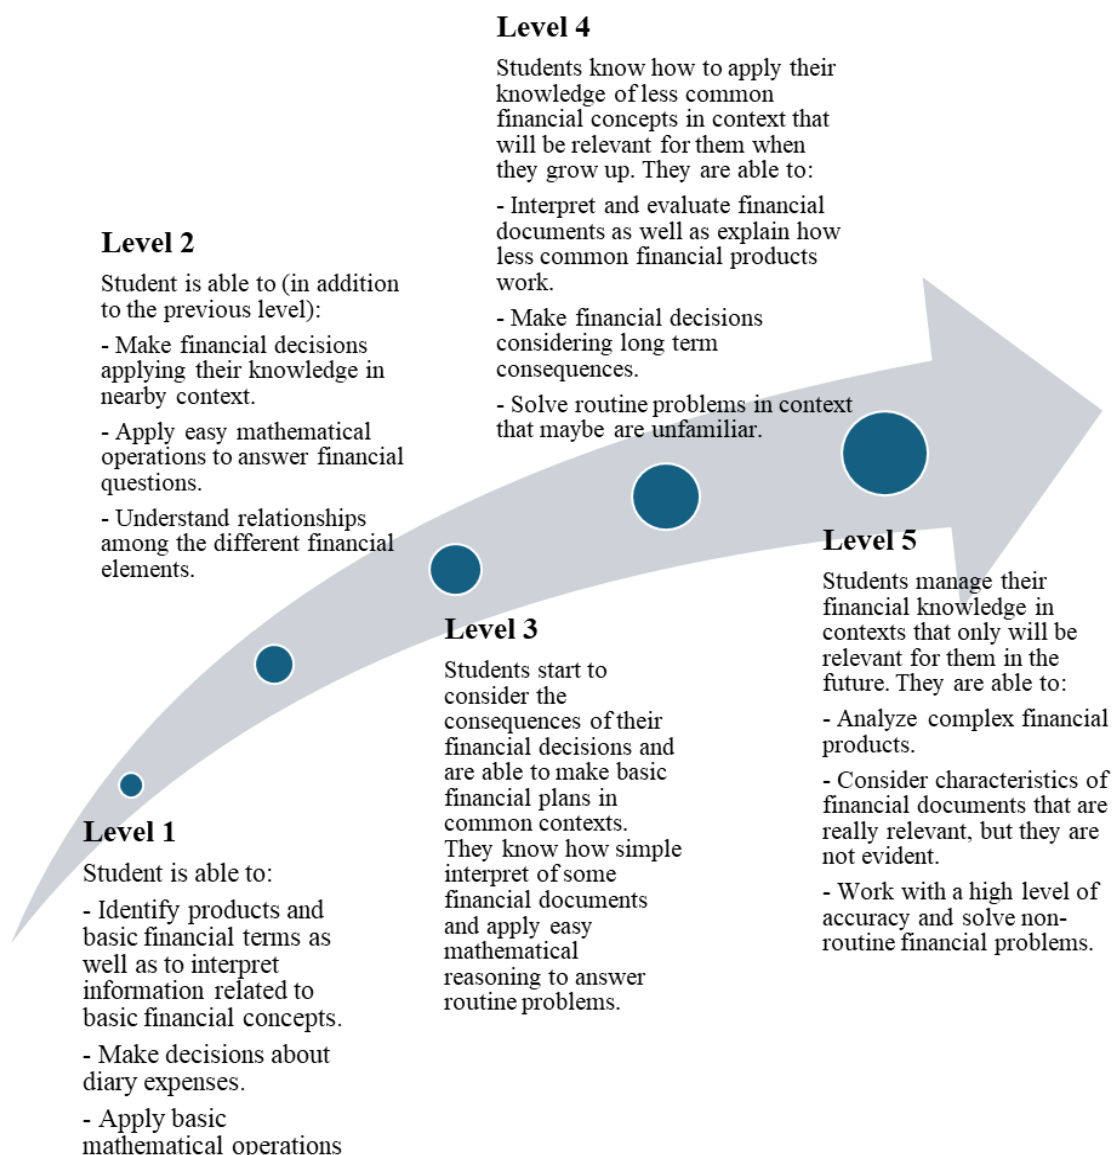 Level 1
Student is able to:
- Identify products and
basic financial terms as
well as to interpret
information related to
basic financial concepts.
- Make decisions about
diary expenses.
- Apply basic
mathematical operations
Level 2
Student is able to (in addition
to the previous level):
- Make financial decisions
applying their knowledge in
nearby context.
- Apply easy mathematical
operations to answer financial
questions.
- Understand relationships
among the different financial
elements.
Level 3
Students start to
consider the
consequences of their
financial decisions and
are able to make basic
financial plans in
common contexts.
They know how simple
interpret of some
financial documents
and apply easy
mathematical
reasoning to answer
routine problems.
Level 4
Students know how to apply their
knowledge of less common
financial concepts in context that
will be relevant for them when
they grow up. They are able to:
- Interpret and evaluate financial
documents as well as explain how
less common financial products
work.
- Make financial decisions
considering long term
consequences.
- Solve routine problems in context
that maybe are unfamiliar.
Level 5
Students manage their
financial knowledge in
contexts that only will be
relevant for them in the
future. They are able to:
- Analyze complex financial
products.
- Consider characteristics of
financial documents that are
really relevant, but they are
not evident.
- Work with a high level of
accuracy and solve non-
routine financial problems.